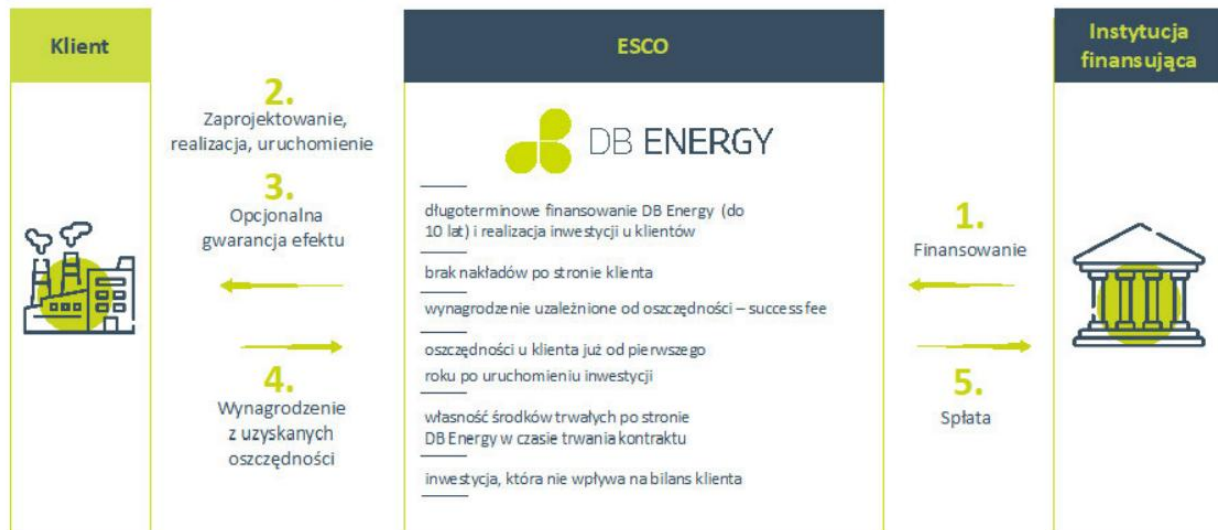 Klient
2.
Zaprojektowanie,
realizacja, uruchomienie
3.
Opcjonalna
gwarancja efektu
4.
Wynagrodzenie
z uzyskanych
oszczędności
ESCO
DB ENERGY
długoterminowe finansowanie DB Energy (do
10 lat) i realizacja inwestycji u klientów
brak nakładów po stronie klienta
wynagrodzenie uzależnione od oszczędności – success fee
oszczędności u klienta już od pierwszego
roku po uruchomieniu inwestycji
własność środków trwałych po stronie
DB Energy w czasie trwania kontraktu
inwestycja, która nie wpływa na bilans klienta
1.
Finansowanie
5.
Spłata
Instytucja
finansująca